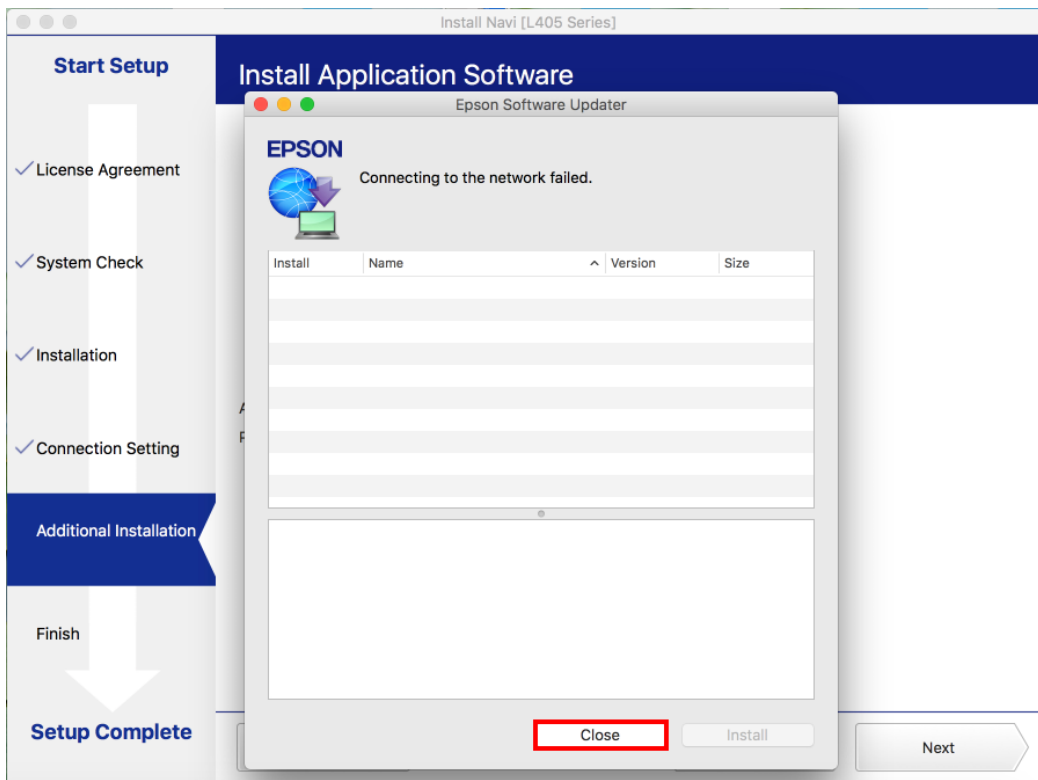 Install Navi [L405 Series]
Start Setup
License Agreement
System Check
Installation
Connection Setting
Additional Installation
Finish
Setup Complete
Install Application Software
Epson Software Updater
EPSON
Connecting to the network failed.
Install Name Version Size
Close Install
Next